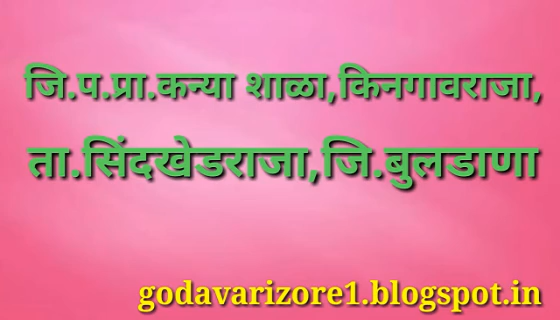 जि.प.प्रा.कन्या शाळा,किनगावराजा,
ता.सिंदखेडराजा,जि.बुलडाणा
godavarizore1.blogspot.in